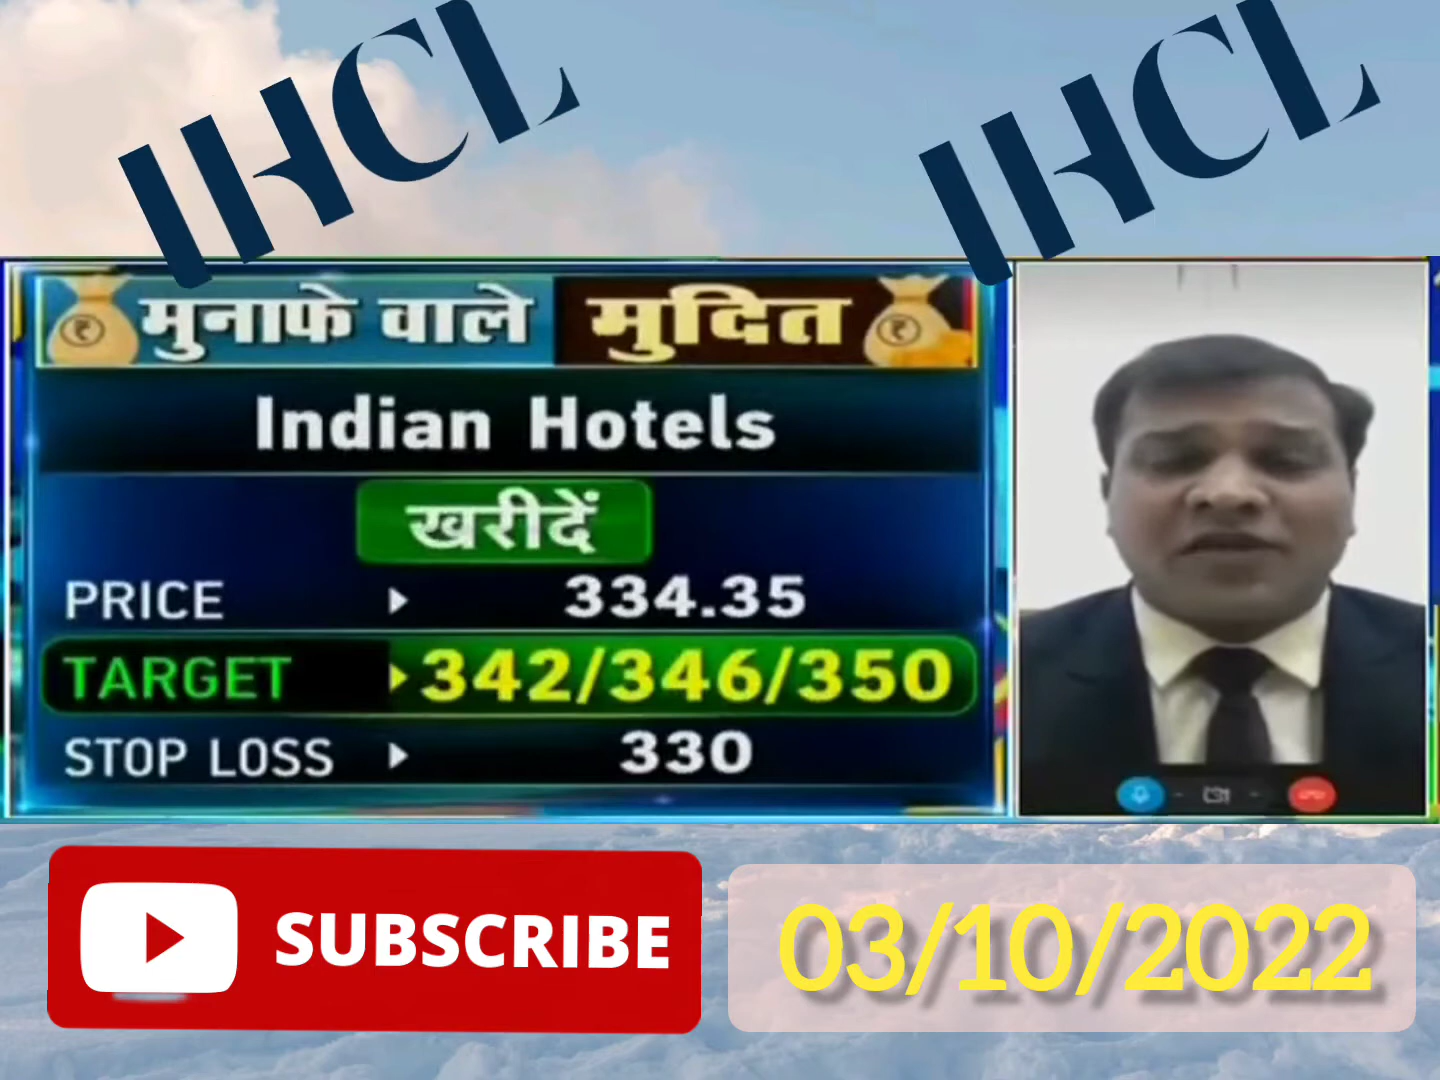 IHCL IHCL
मुनाफे वाले मुदित
Indian Hotels
खरीदें
PRICE 334.35
TARGET 342/346/350
STOP LOSS 330
SUBSCRIBE 03/10/2022